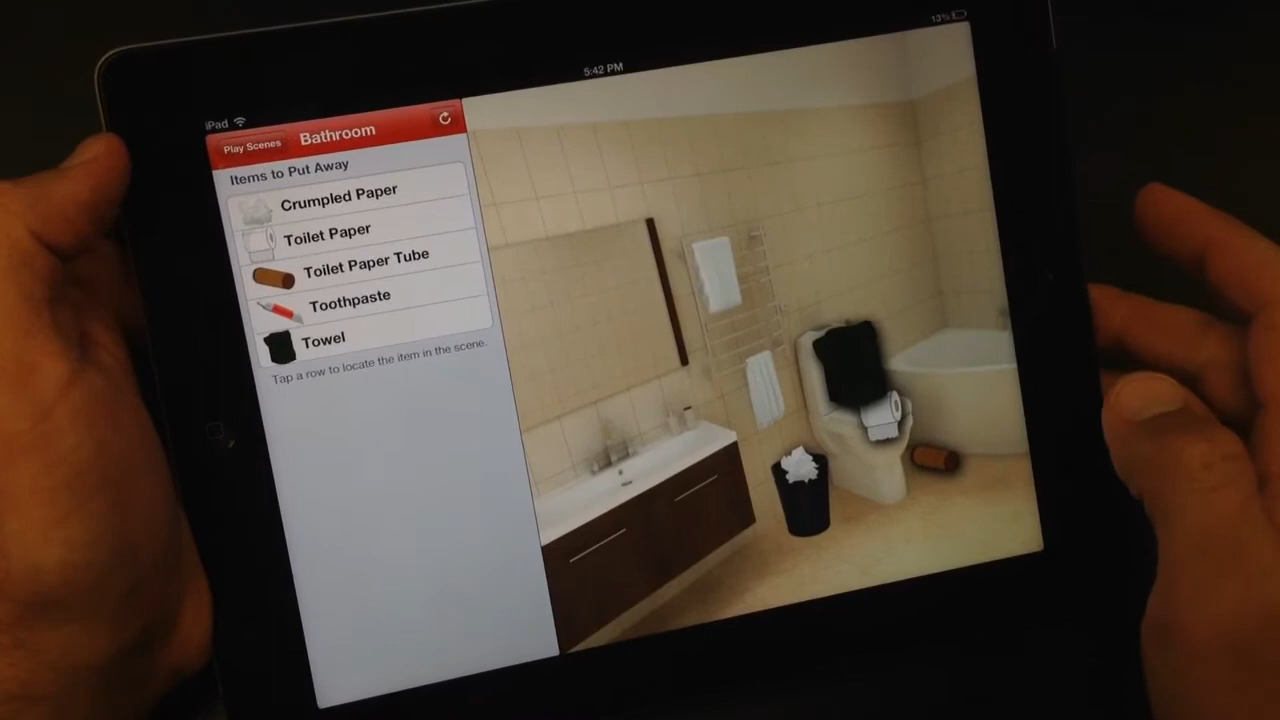 13%
5:42 PM
iPad
Play Scenes
Bathroom
Items to Put Away
Crumpled Paper
Toilet Paper
Toilet Paper Tube
Toothpaste
Towel
Tap a row to locate the item in the scene.